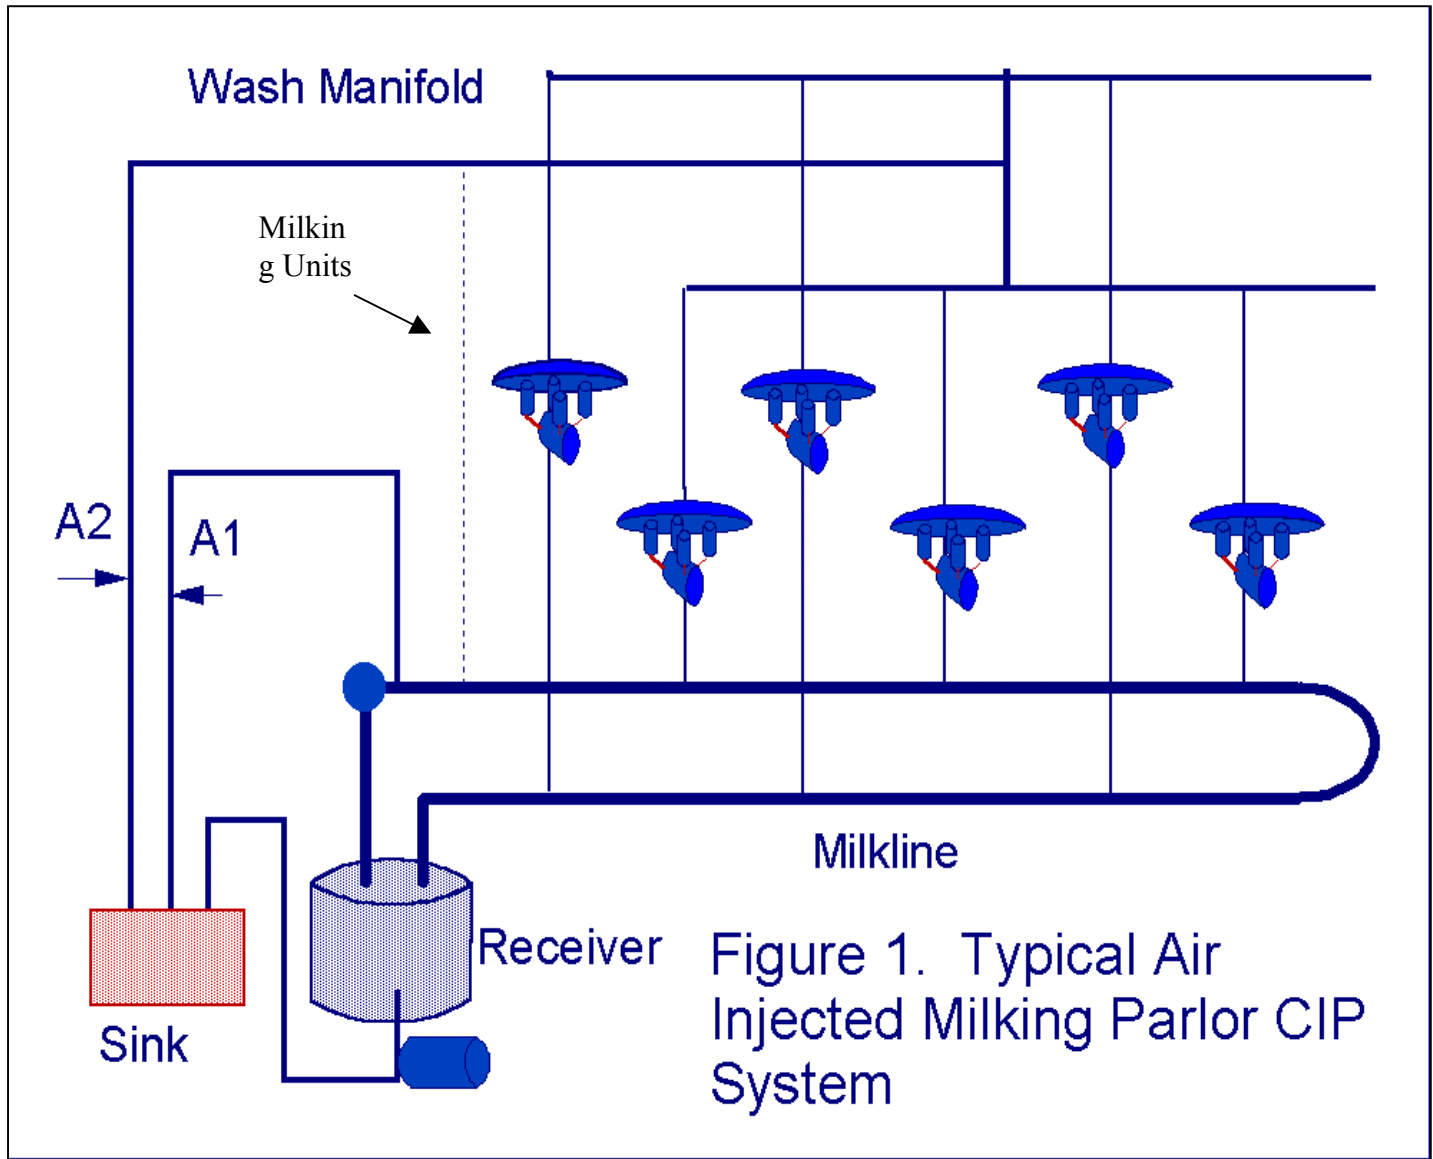 Wash Manifold
Milkin
g Units
A2
A1
Milkline
Receiver
Sink
Figure 1. Typical Air
Injected Milking Parlor CIP
System